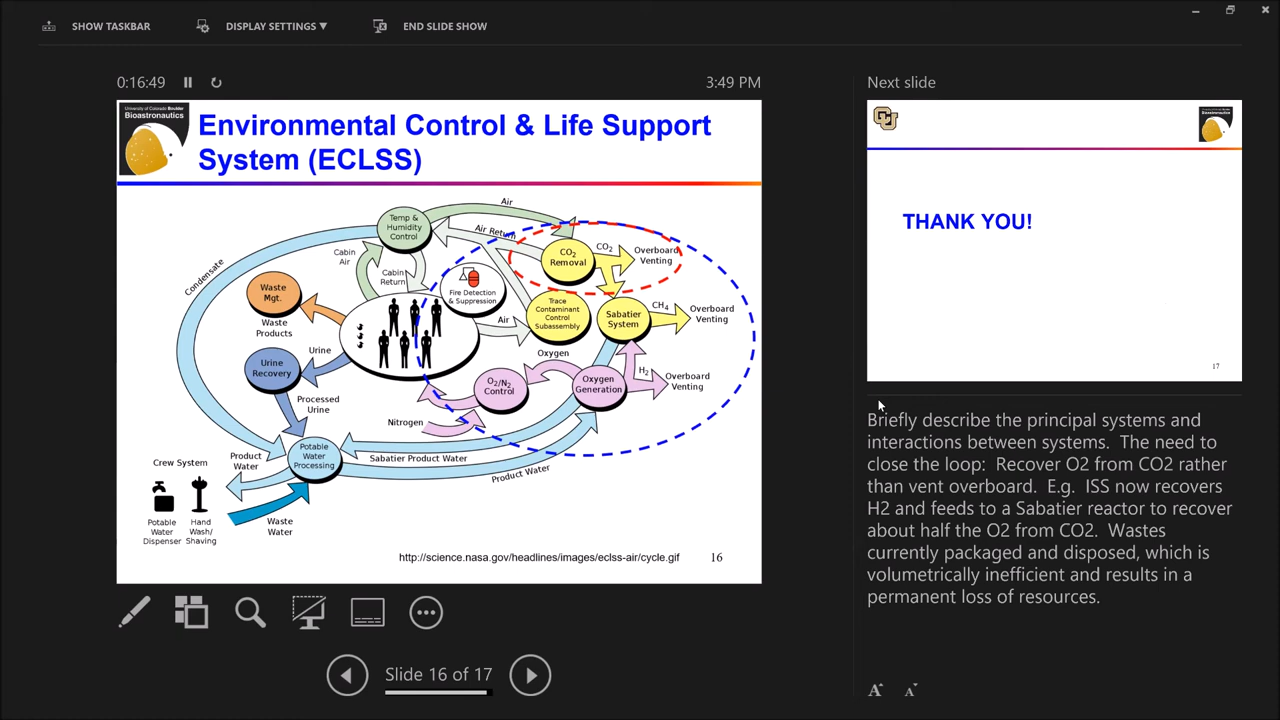 SHOW TASKBAR
DISPLAY SETTINGS ▼
END SLIDE SHOW
0:16:49
3:49 PM
Next slide
University of Colorado Boulder
Bioastronautics
Environmental Control & Life Support
System (ECLSS)
Air
Temp &
Humidity
Control
Air Return
CO2
Removal
CO2
Overboard
Venting
Condensate
Cabin
Air
Cabin
Return
Fire Detection
& Suppression
Waste
Mgt.
Waste
Products
Air
Trace
Contaminant
Control
Subassembly
Sabatier
System
CH4
Overboard
Venting
Urine
Urine
Recovery
Oxygen
O2/N2
Control
Oxygen
Generation
H2
Overboard
Venting
Processed
Urine
Nitrogen
Potable
Water
Processing
Product
Water
Sabatier Product Water
Product Water
Crew System
Potable
Water
Dispenser
Hand
Wash/
Shaving
Waste
Water
http://science.nasa.gov/headlines/images/eclss-air/cycle.gif
16
CU
THANK YOU!
17
Briefly describe the principal systems and
interactions between systems. The need to
close the loop: Recover O2 from CO2 rather
than vent overboard. E.g. ISS now recovers
H2 and feeds to a Sabatier reactor to recover
about half the O2 from CO2. Wastes
currently packaged and disposed, which is
volumetrically inefficient and results in a
permanent loss of resources.
Slide 16 of 17
A A